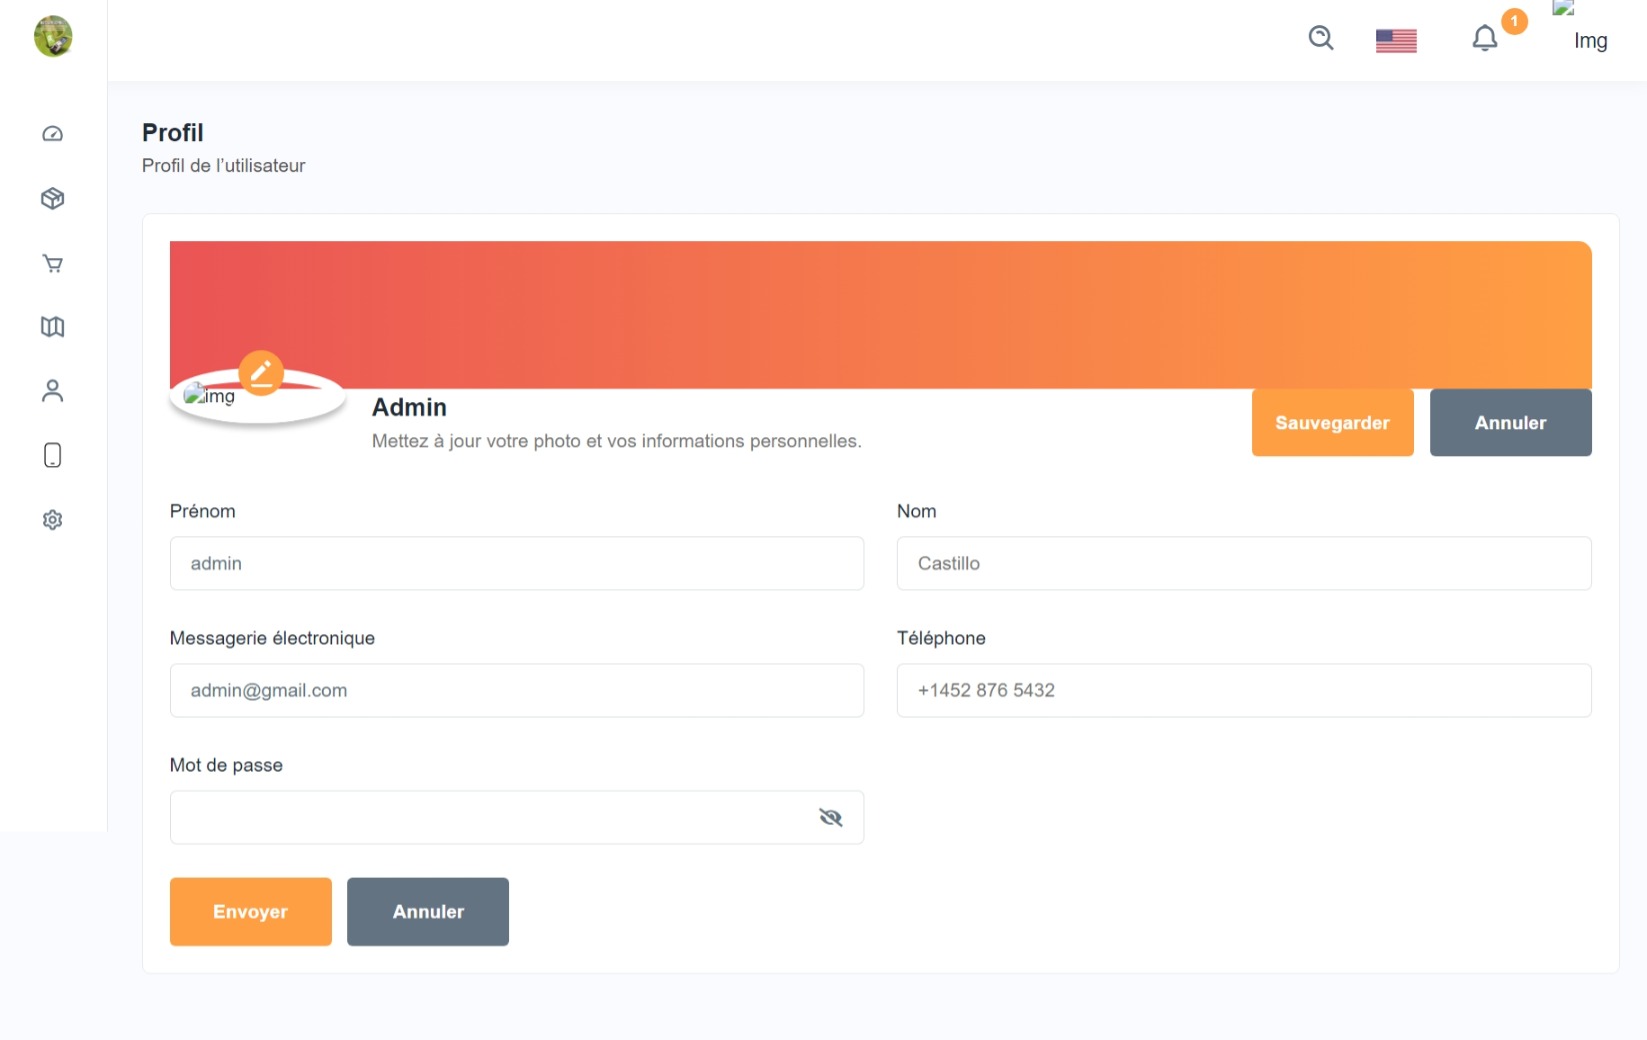 1
Img
Profil
Profil de l’utilisateur
img
Admin
Mettez à jour votre photo et vos informations personnelles.
Sauvegarder
Annuler
Prénom
Nom
admin
Castillo
Messagerie électronique
Téléphone
admin@gmail.com
+1452 876 5432
Mot de passe
Envoyer
Annuler